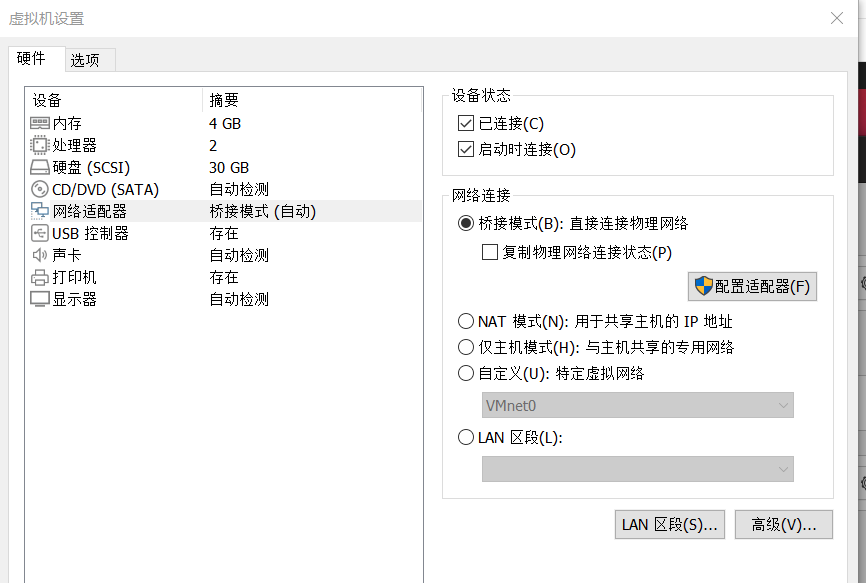 虚拟机设置
硬件 选项
设备 摘要
内存 4 GB
处理器 2
硬盘 (SCSI) 30 GB
CD/DVD (SATA) 自动检测
网络适配器 桥接模式 (自动)
USB 控制器 存在
声卡 自动检测
打印机 存在
显示器 自动检测
设备状态
已连接(C)
启动时连接(O)
网络连接
桥接模式(B): 直接连接物理网络
复制物理网络连接状态(P)
配置适配器(F)
NAT 模式(N): 用于共享主机的 IP 地址
仅主机模式(H): 与主机共享的专用网络
自定义(U): 特定虚拟网络
VMnet0
LAN 区段(L):
LAN 区段(S)... 高级(V)...